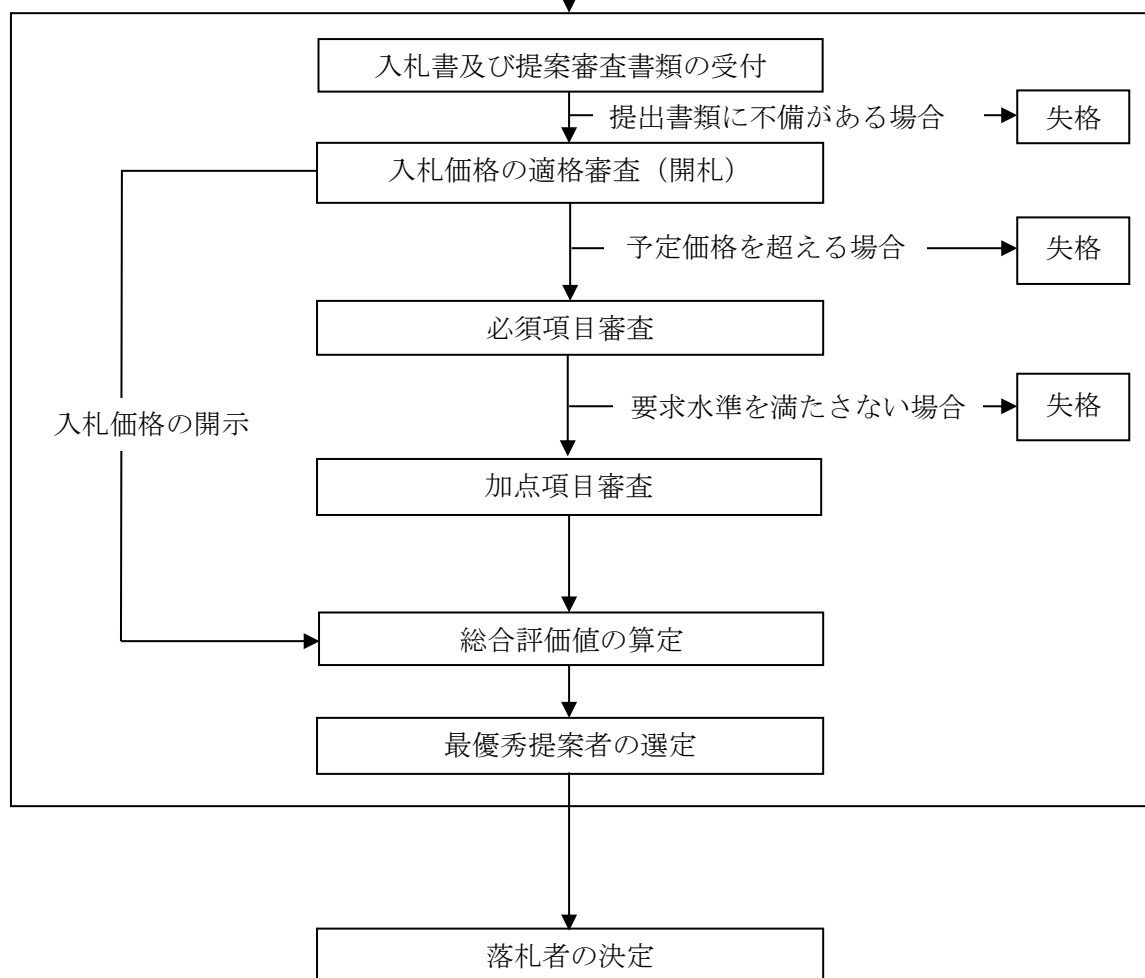 入札書及び提案審査書類の受付
提出書類に不備がある場合
失格
入札価格の適格審査（開札）
予定価格を超える場合
失格
必須項目審査
要求水準を満たさない場合
失格
入札価格の開示
加点項目審査
総合評価値の算定
最優秀提案者の選定
落札者の決定